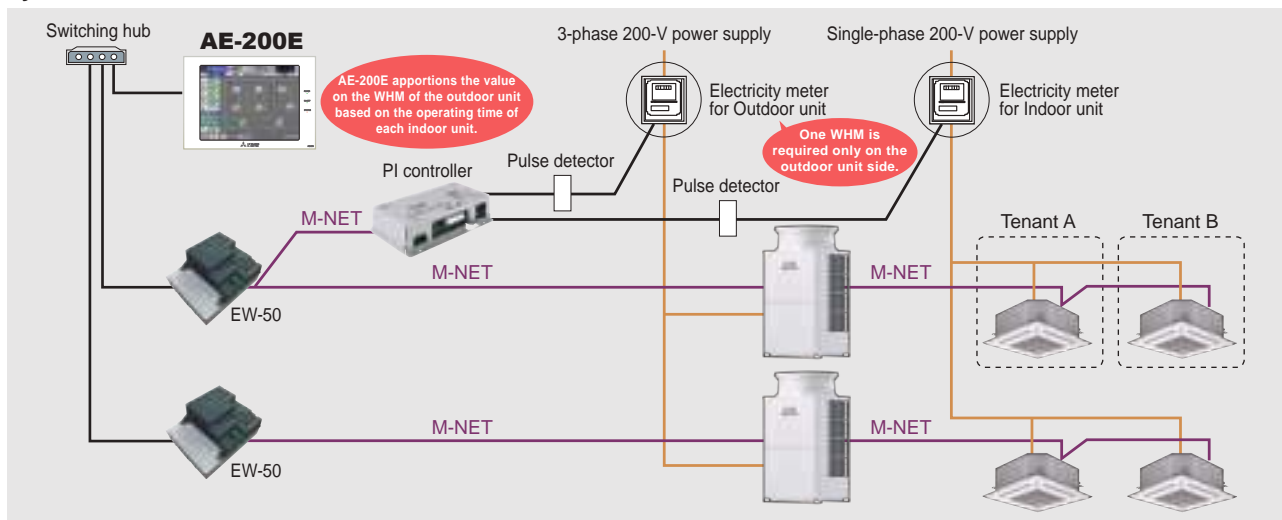 Switching hub
AE-200E
AE-200E apportions the value
on the WHM of the outdoor unit
based on the operating time of
each indoor unit.
3-phase 200-V power supply
Single-phase 200-V power supply
Electricity meter
for Outdoor unit
Electricity meter
for Indoor unit
One WHM is
required only on the
outdoor unit side.
Pulse detector
PI controller
Pulse detector
M-NET
Tenant A
Tenant B
M-NET
M-NET
EW-50
M-NET
M-NET
EW-50